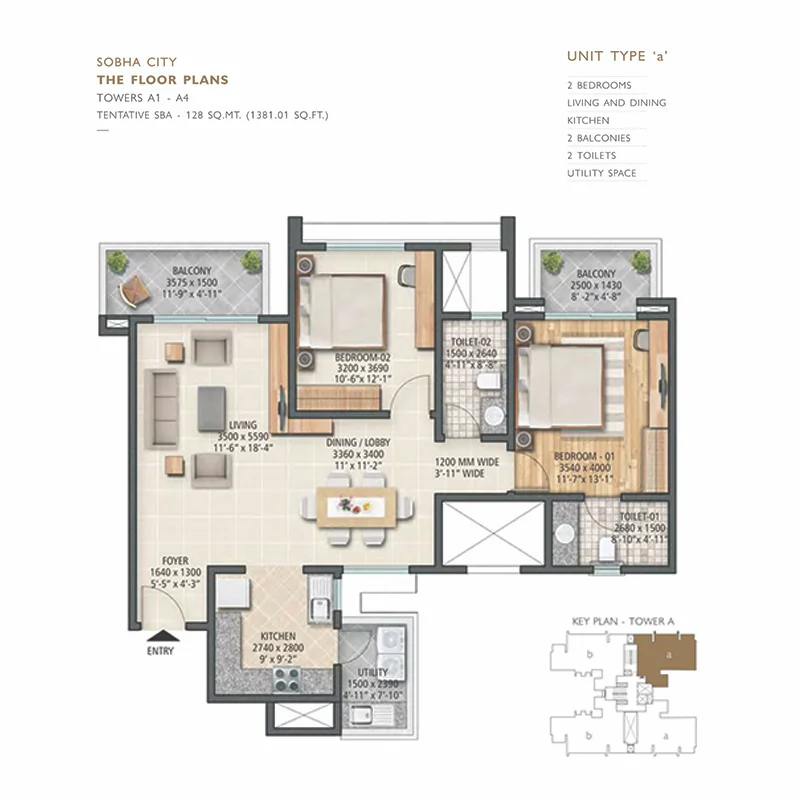 SOBHA CITY
THE FLOOR PLANS
TOWERS A1 - A4
TENTATIVE SBA - 128 SQ.MT. (1381.01 SQ.FT.)
UNIT TYPE ‘a’
2 BEDROOMS
LIVING AND DINING
KITCHEN
2 BALCONIES
2 TOILETS
UTILITY SPACE
BALCONY
3575 x 1500
11'-9" x 4'-11"
BALCONY
2500 x 1430
8' -2"x 4'-8"
BEDROOM-02
3200 x 3690
10'-6"x 12'-1"
TOILET-02
1500 x 2640
4'-11"x 8'-8"
LIVING
3500 x 5590
11'-6" x 18'-4"
DINING / LOBBY
3360 x 3400
11' x 11'-2"
1200 MM WIDE
3'-11" WIDE
BEDROOM - 01
3540 x 4000
11'-7"x 13'-1"
TOILET-01
2680 x 1500
8'-10"x 4'-11"
FOYER
1640 x 1300
5'-5" x 4'-3"
ENTRY
KITCHEN
2740 x 2800
9' x 9'-2"
UTILITY
1500 x 2390
4'-11" x 7'-10"
KEY PLAN - TOWER A
b
a
b
a